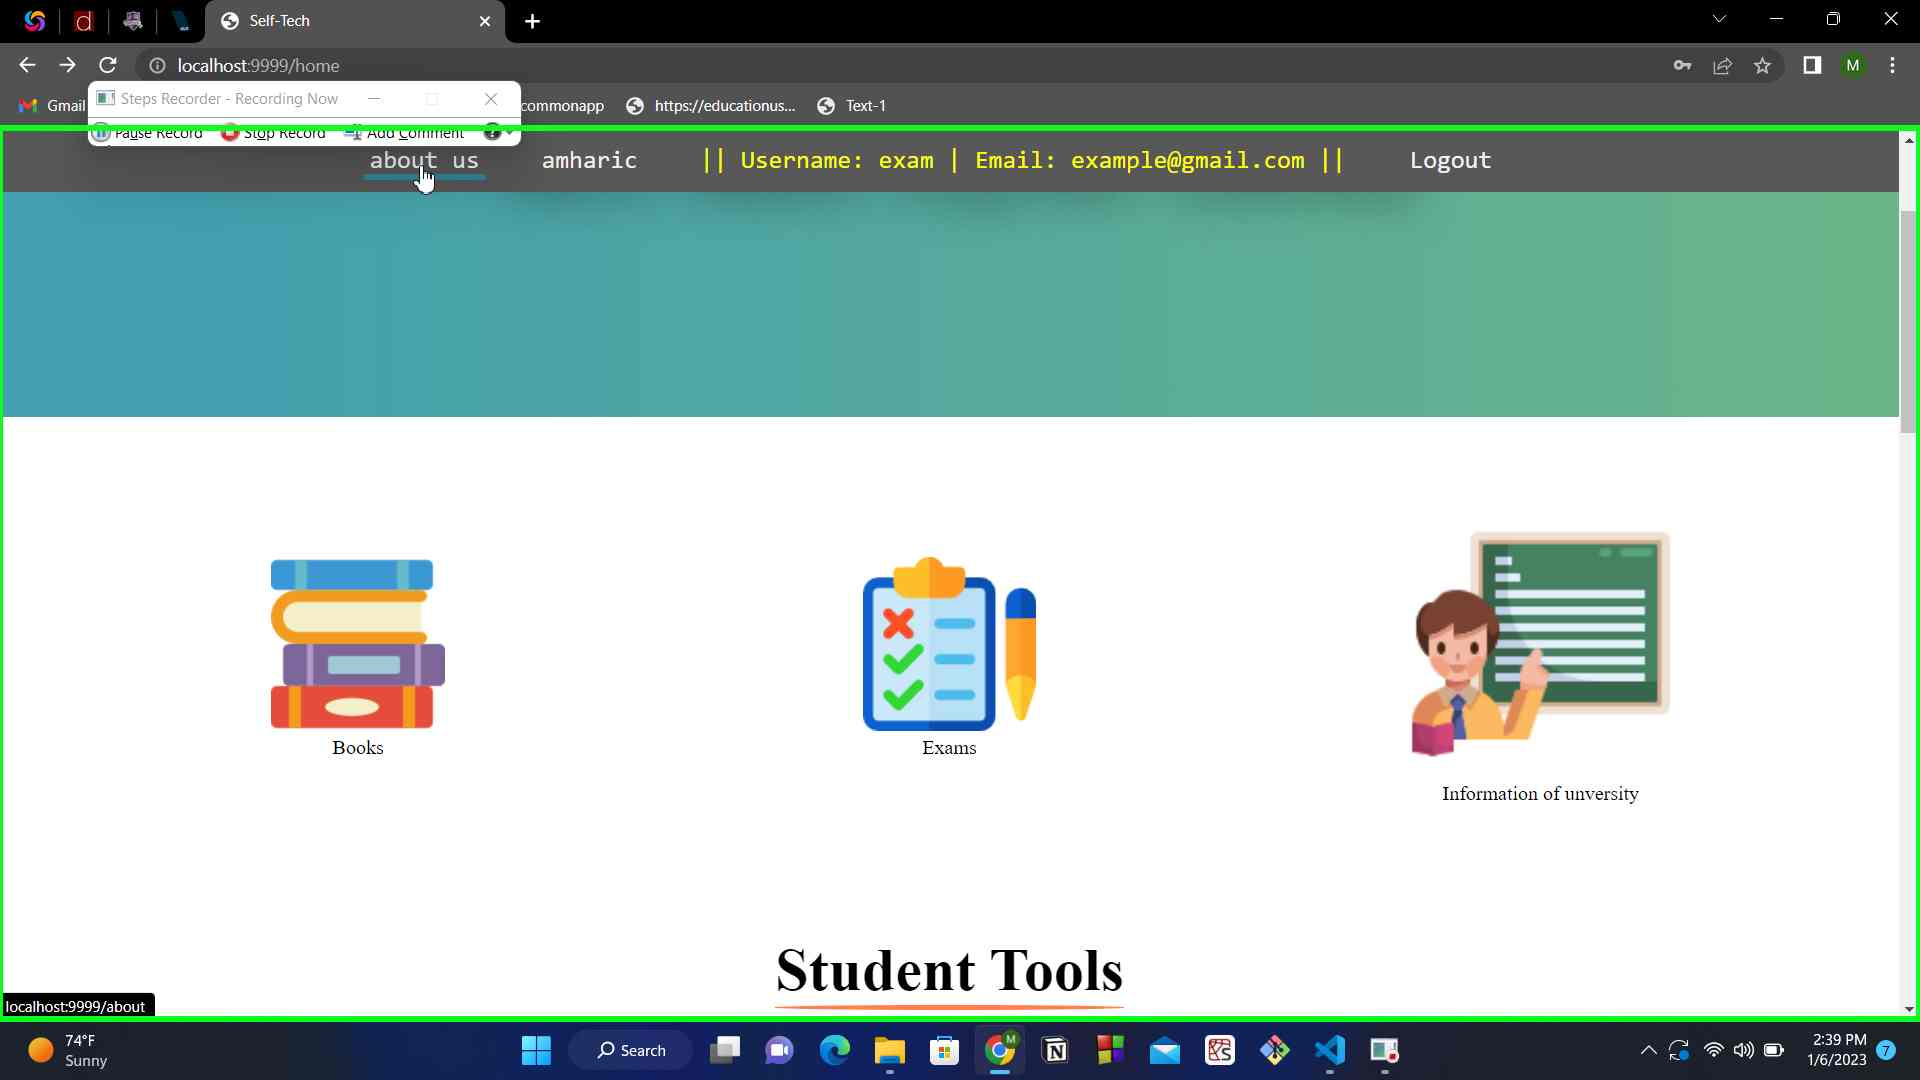 Self-Tech
localhost:9999/home
M
Steps Recorder - Recording Now
Gmail
commonapp
https://educationus...
Text-1
Pause Record
Stop Record
Add Comment
about us
amharic
|| Username: exam | Email: example@gmail.com ||
Logout
Books
Exams
Information of unversity
Student Tools
localhost:9999/about
74°F
Sunny
Search
M
2:39 PM
1/6/2023
7